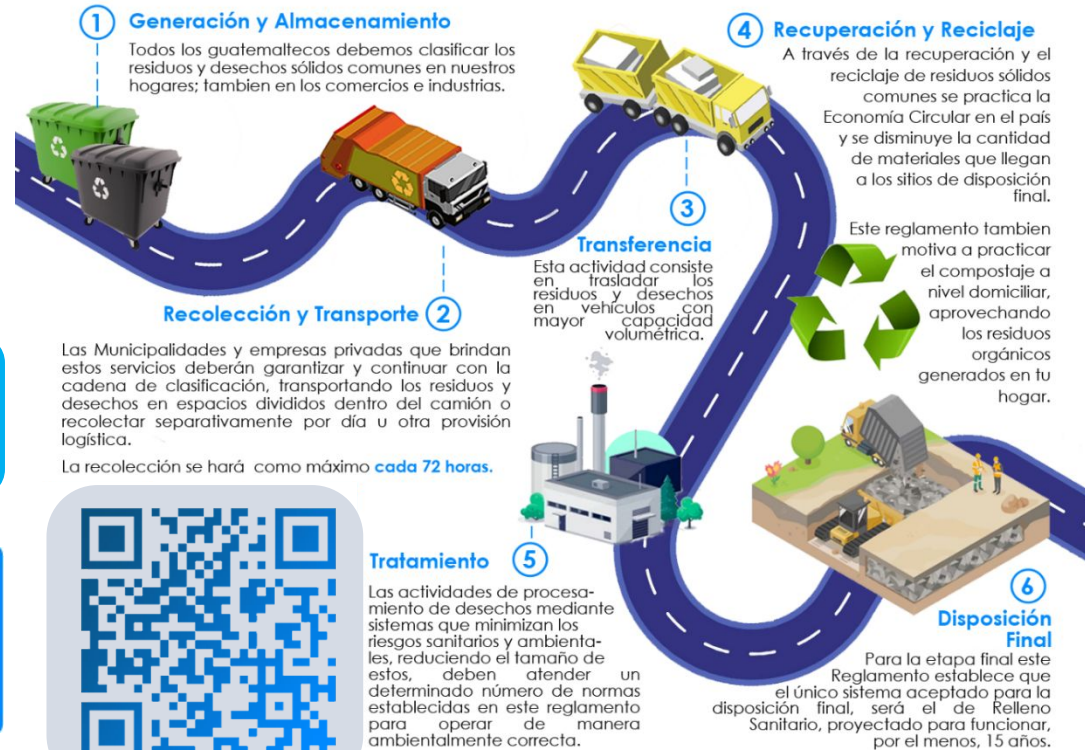 1 Generación y Almacenamiento
Todos los guatemaltecos debemos clasificar los
residuos y desechos sólidos comunes en nuestros
hogares; tambien en los comercios e industrias.
Recolección y Transporte 2
Las Municipalidades y empresas privadas que brindan
estos servicios deberán garantizar y continuar con la
cadena de clasificación, transportando los residuos y
desechos en espacios divididos dentro del camión o
recolectar separativamente por día u otra provisión
logística.
La recolección se hará como máximo cada 72 horas.
3
Transferencia
Esta actividad consiste
en trasladar los
residuos y desechos
en vehículos con
mayor capacidad
volumétrica.
4 Recuperación y Reciclaje
A través de la recuperación y el
reciclaje de residuos sólidos
comunes se practica la
Economía Circular en el país
y se disminuye la cantidad
de materiales que llegan
a los sitios de disposición
final.
Este reglamento tambien
motiva a practicar
el compostaje a
nivel domiciliar,
aprovechando
los residuos
orgánicos
generados en tu
hogar.
Tratamiento 5
Las actividades de procesa-
miento de desechos mediante
sistemas que minimizan los
riesgos sanitarios y ambienta-
les, reduciendo el tamaño de
estos, deben atender un
determinado número de normas
establecidas en este reglamento
para operar de manera
ambientalmente correcta.
6
Disposición
Final
Para la etapa final este
Reglamento establece que
el único sistema aceptado para la
disposición final, será el de Relleno
Sanitario, proyectado para funcionar,
por el menos, 15 años.